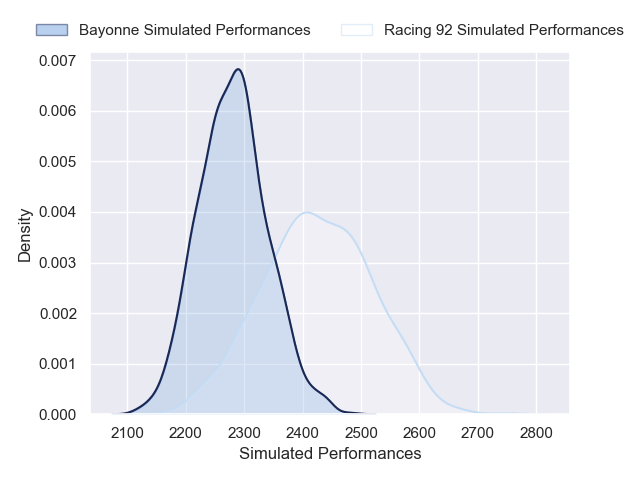 Bayonne Simulated Performances Racing 92 Simulated Performances
0.007
0.006
0.005
0.004
0.003
0.002
0.001
0.000
Density
2100 2200 2300 2400 2500 2600 2700 2800
Simulated Performances